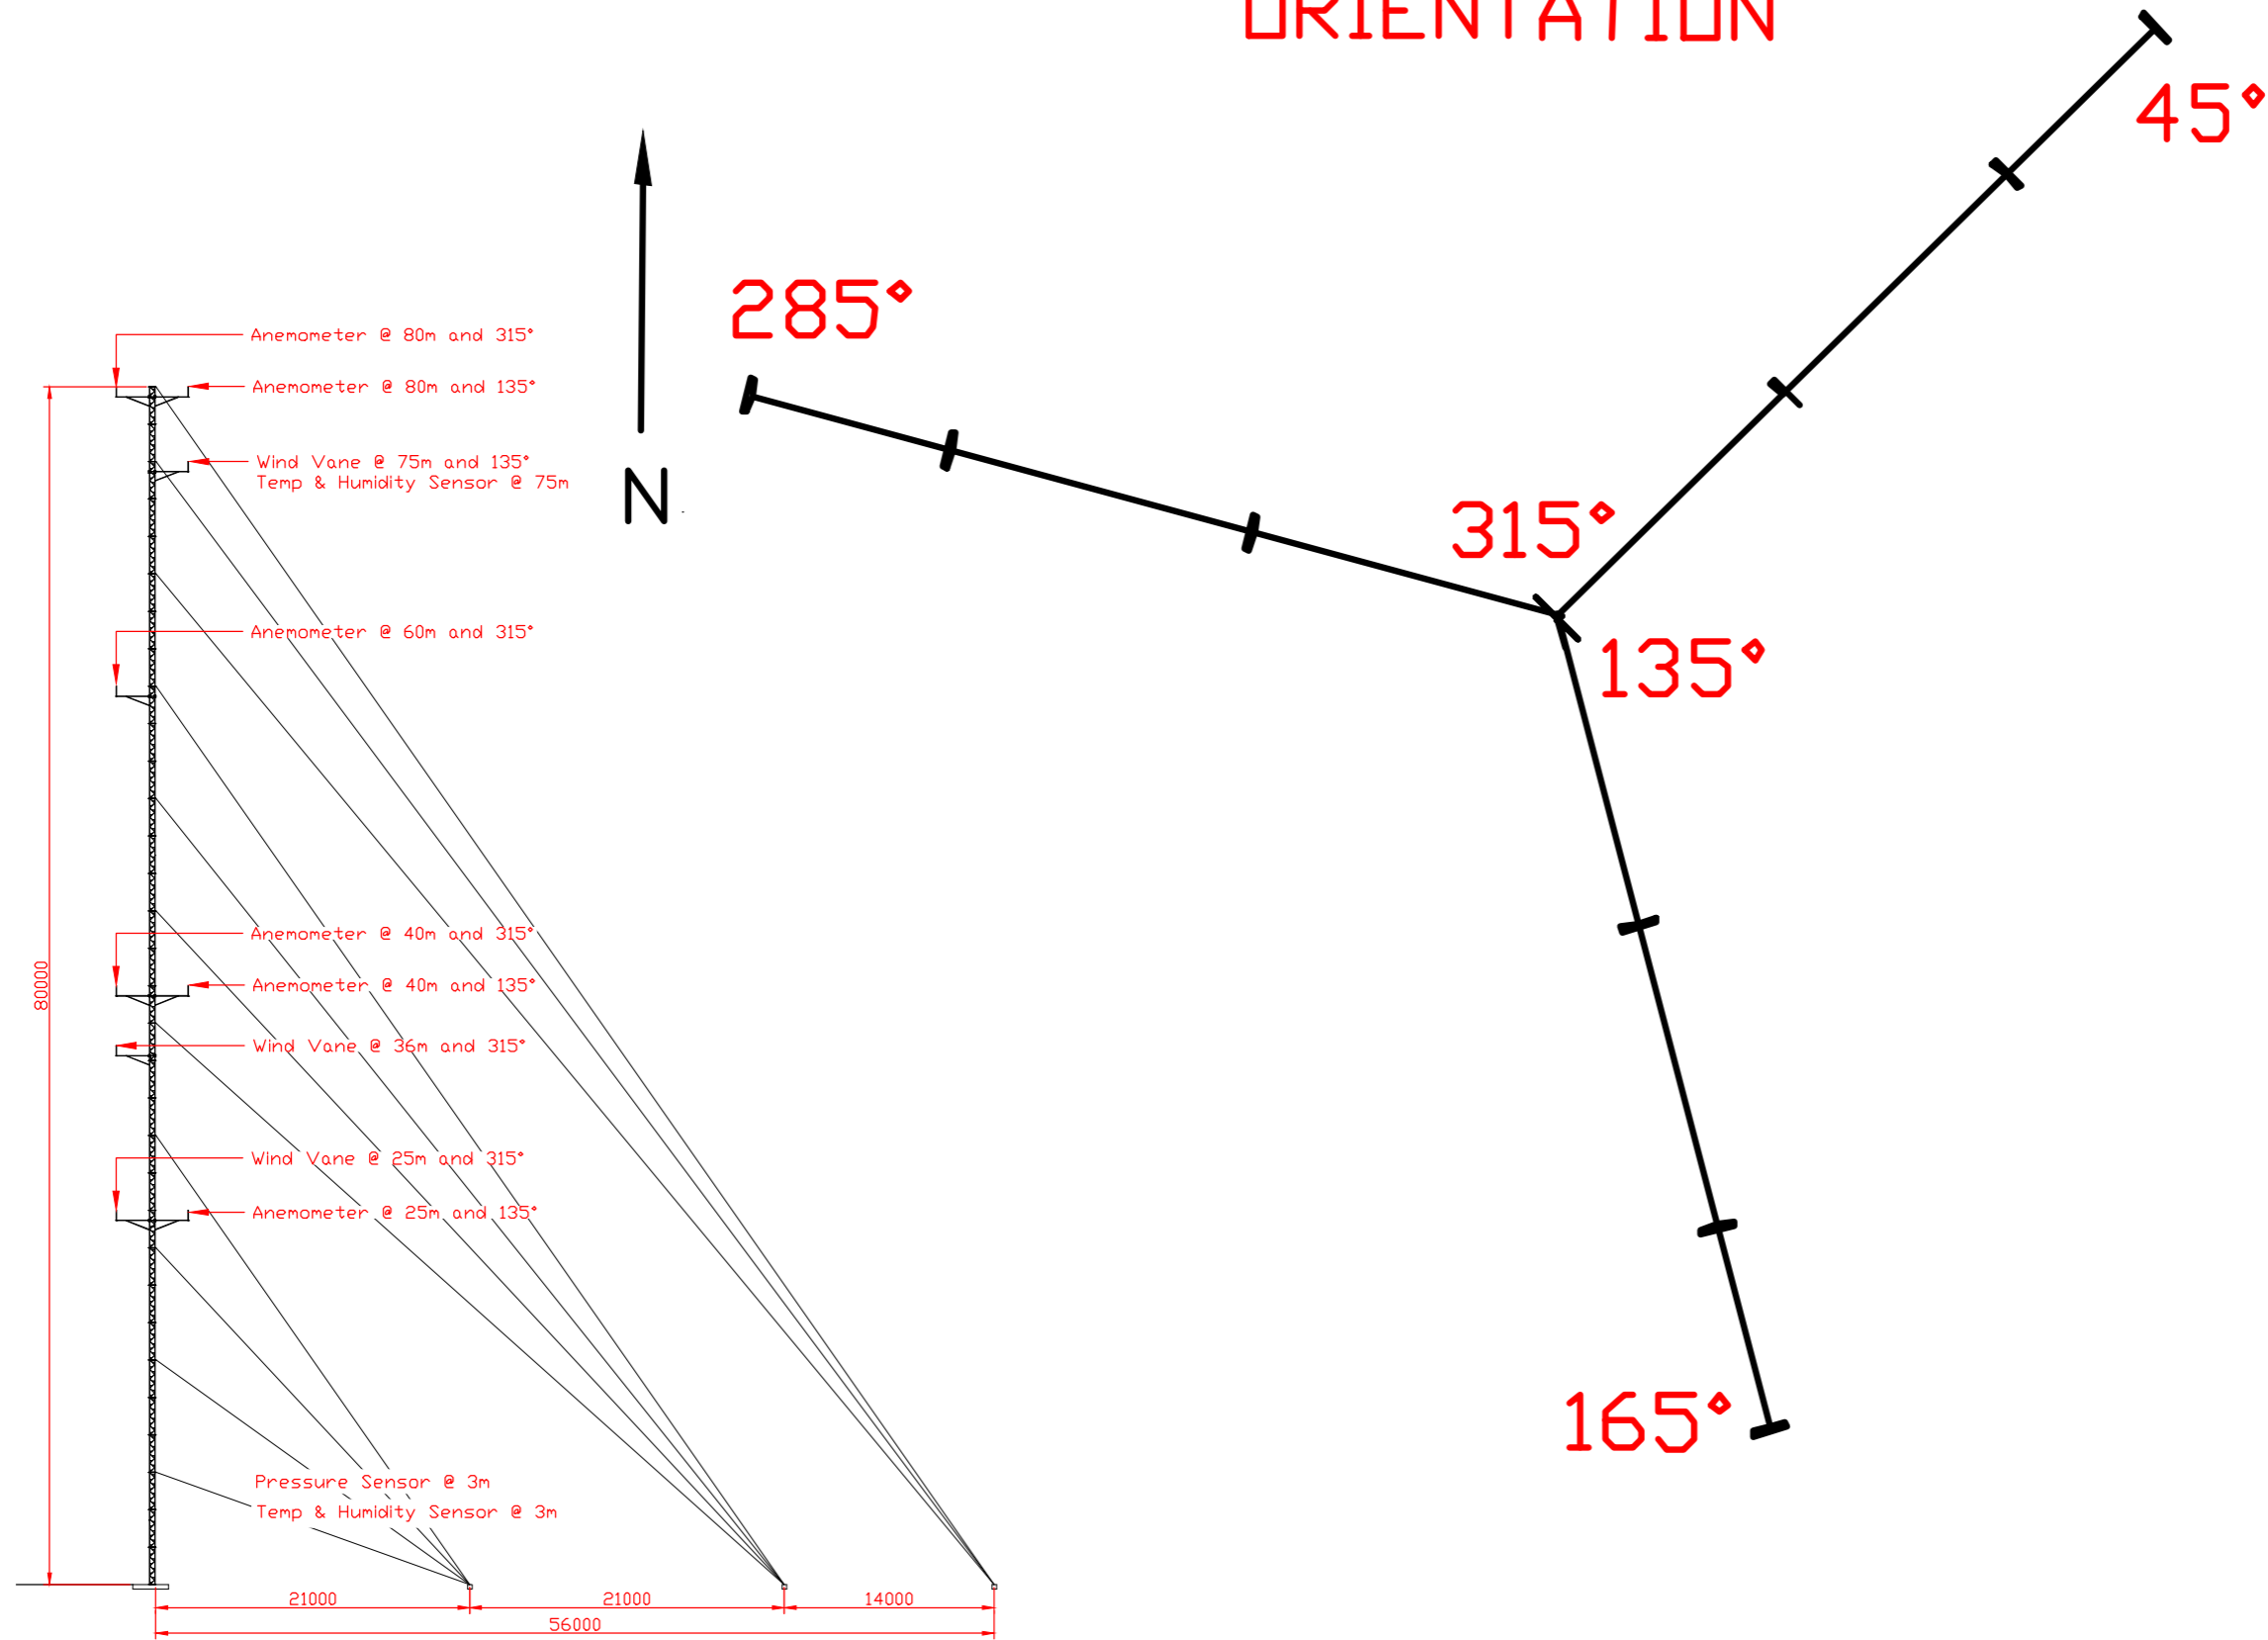 ORIENTATION
45°
285°
N
315°
135°
165°
Anemometer @ 80m and 315°
Anemometer @ 80m and 135°
Wind Vane @ 75m and 135°
Temp & Humidity Sensor @ 75m
Anemometer @ 60m and 315°
Anemometer @ 40m and 315°
80000
Anemometer @ 40m and 135°
Wind Vane @ 36m and 315°
Wind Vane @ 25m and 315°
Anemometer @ 25m and 135°
Pressure Sensor @ 3m
Temp & Humidity Sensor @ 3m
21000
21000
14000
56000